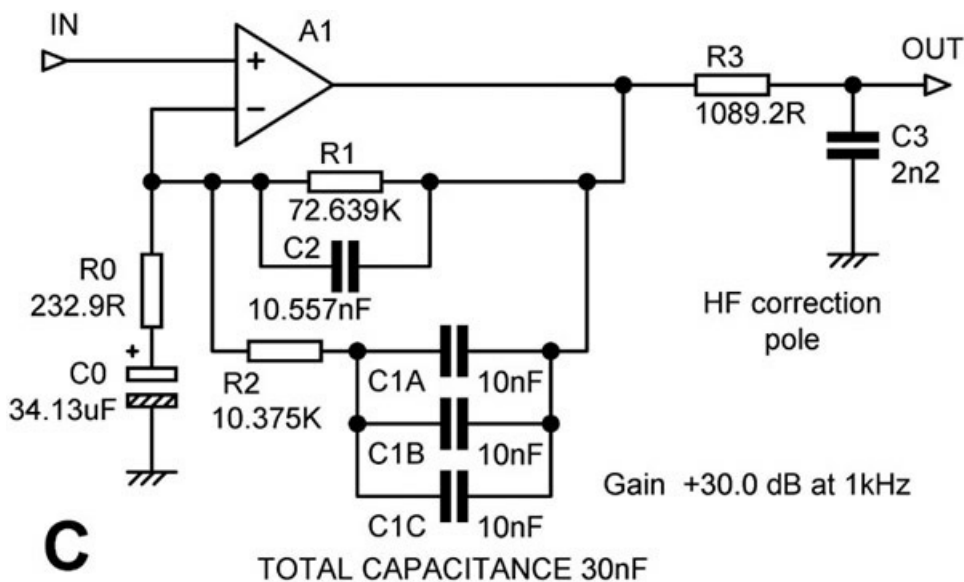 IN
A1
+
−
OUT
R3
1089.2R
C3
2n2
R1
72.639K
C2
10.557nF
R0
232.9R
+
C0
34.13uF
HF correction
pole
R2
10.375K
C1A
10nF
C1B
10nF
C1C
10nF
Gain +30.0 dB at 1kHz
C
TOTAL CAPACITANCE 30nF